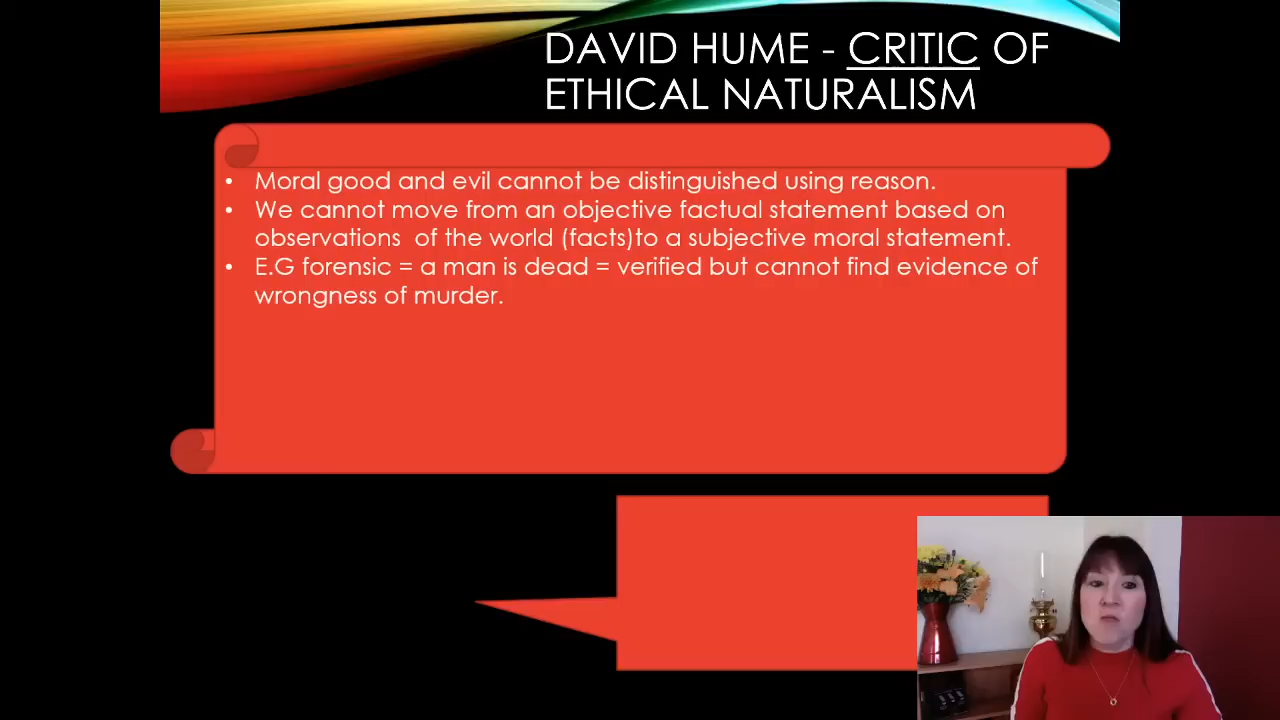 DAVID HUME - CRITIC OF
ETHICAL NATURALISM
• Moral good and evil cannot be distinguished using reason.
• We cannot move from an objective factual statement based on
observations of the world (facts)to a subjective moral statement.
• E.G forensic = a man is dead = verified but cannot find evidence of
wrongness of murder.